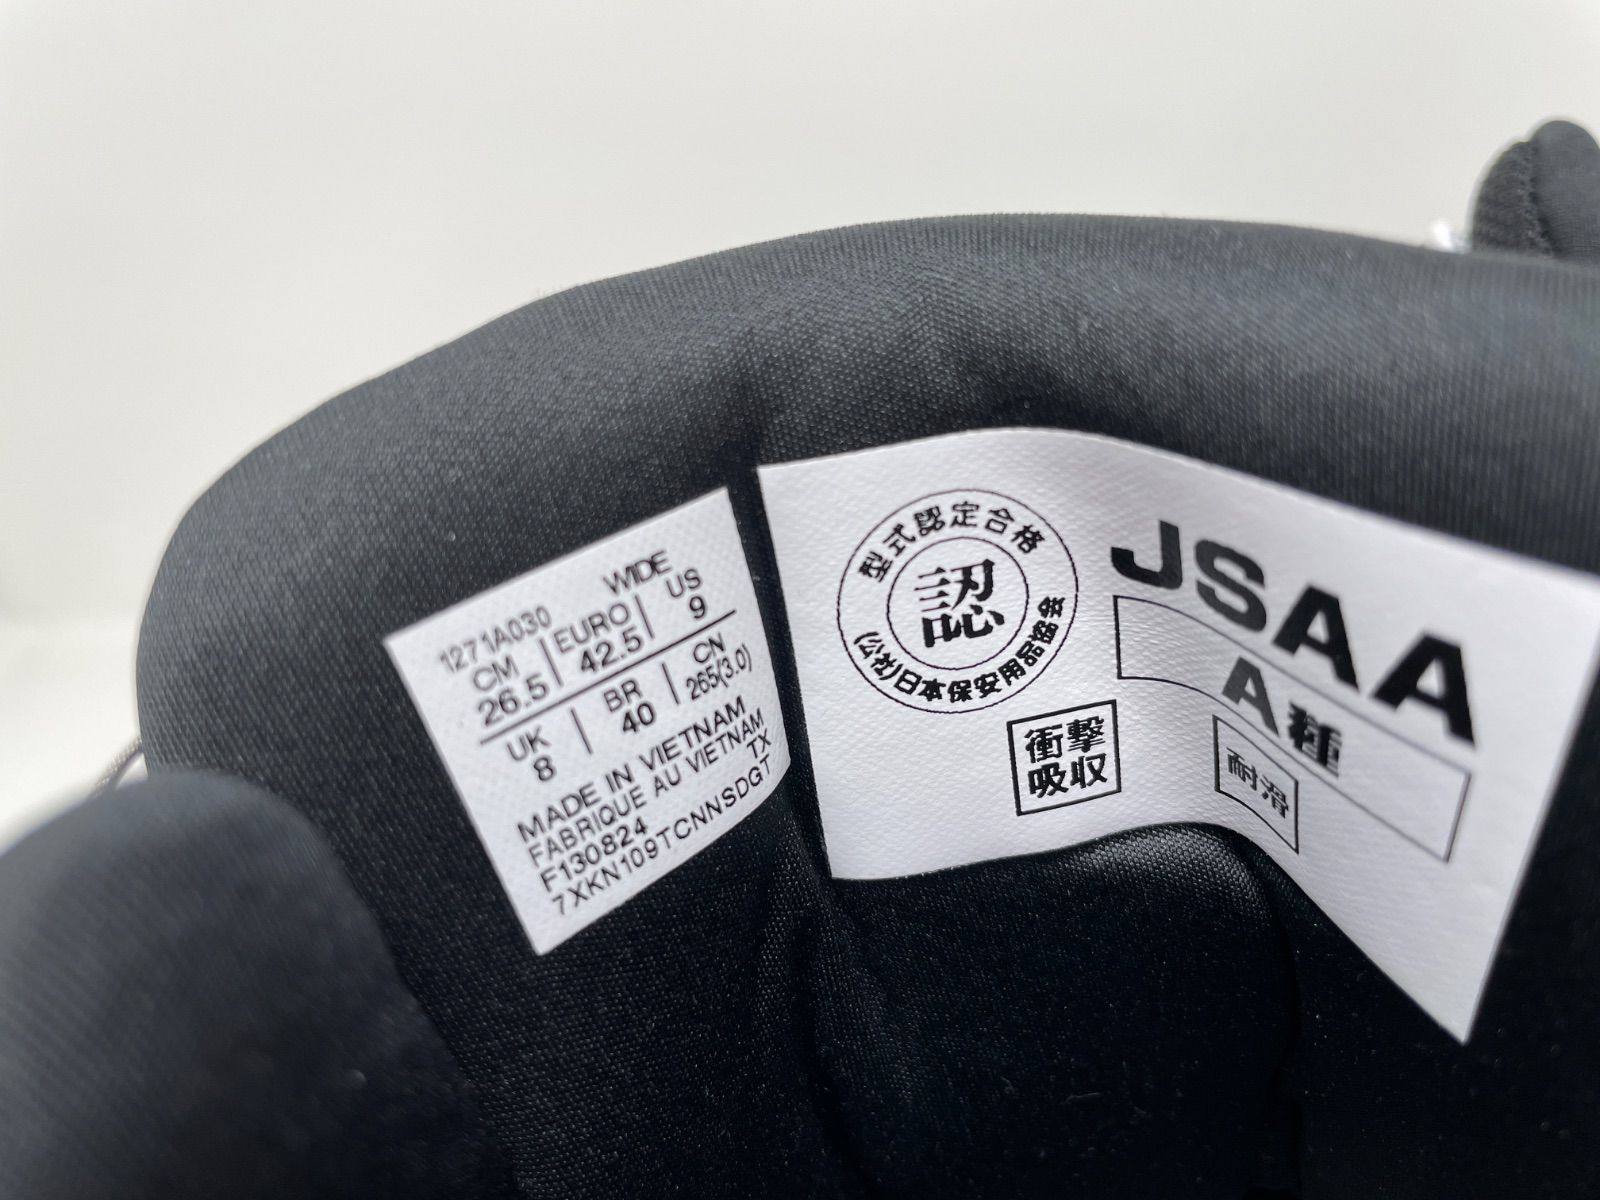 1271A030 WIDE
CM EURO US
26.5 42.5 9
UK BR CN
8 40 265(3.0)
MADE IN VIETNAM
FABRIQUE AU VIETNAM
F130824 TX
7XKN109TCNNSDGT
型式認定合格
認
(公社)日本保安用品協会
JSAA
A種
衝撃
吸収
耐滑